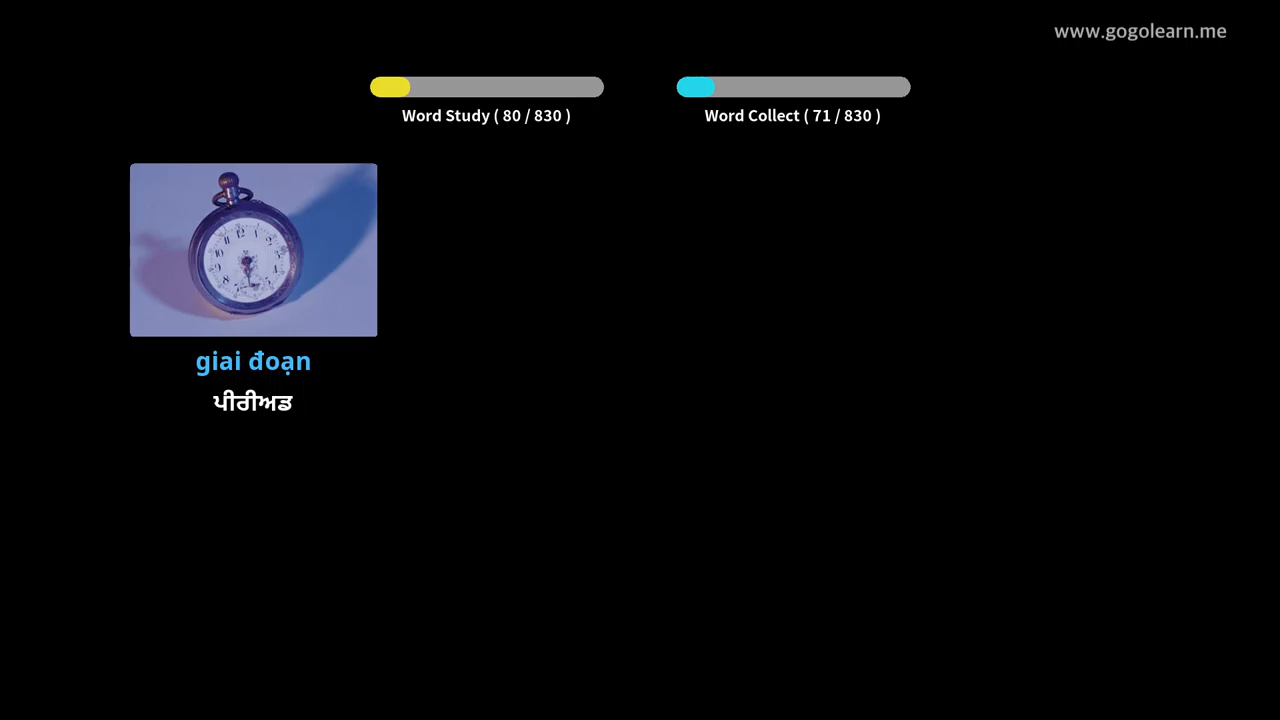 www.gogolearn.me
Word Study ( 80 / 830 )
Word Collect ( 71 / 830 )
giai đoạn
ਪੀਰੀਅਡ